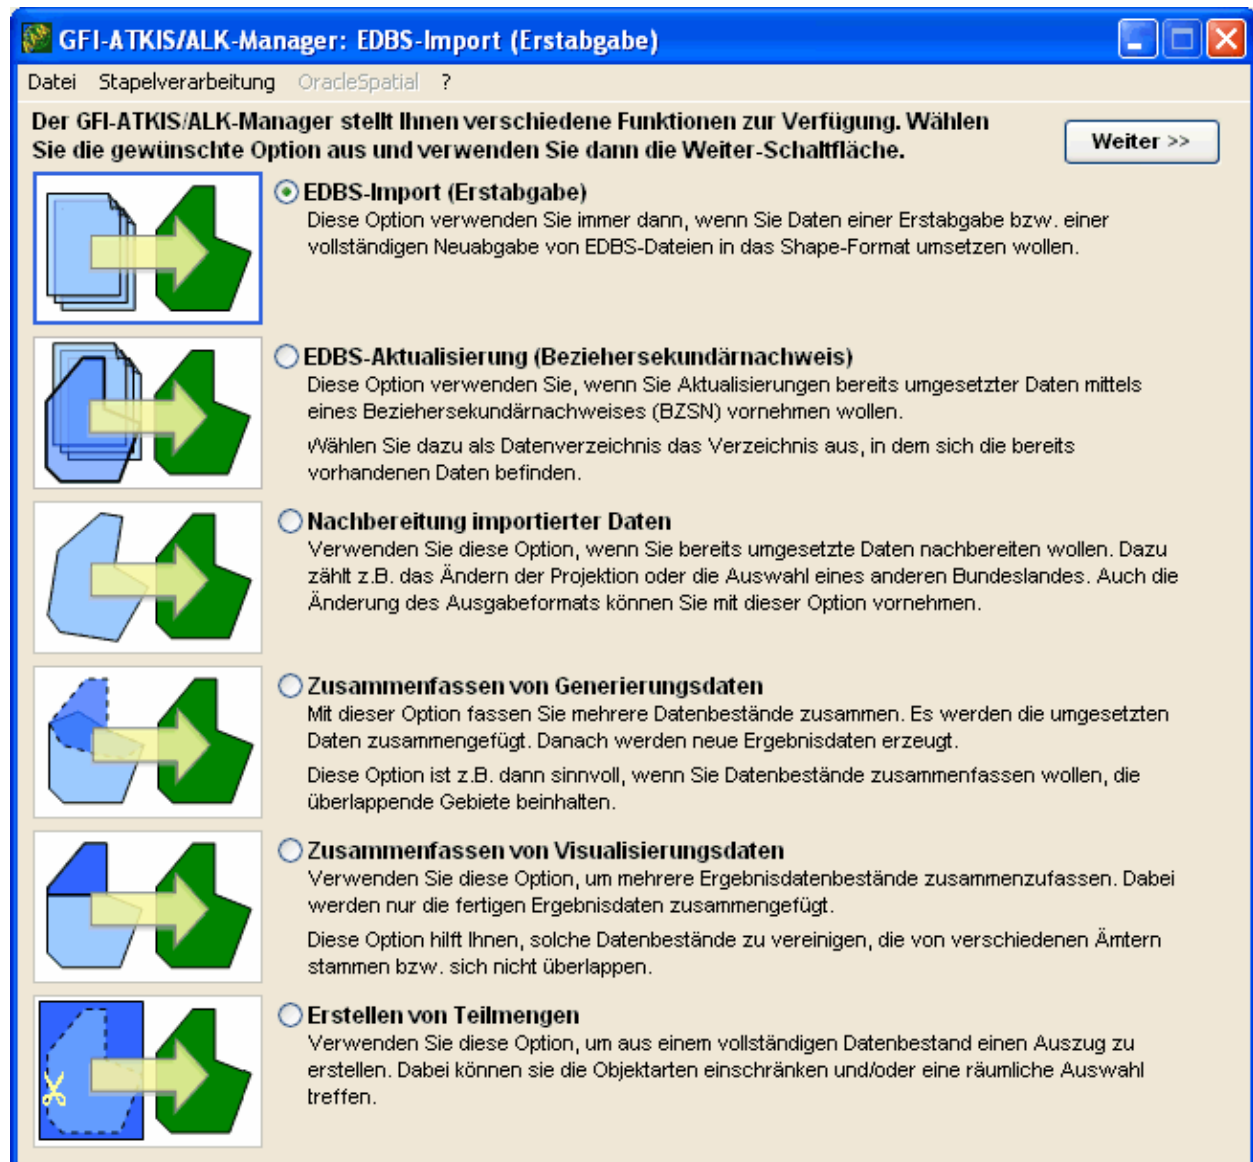 GFI-ATKIS/ALK-Manager: EDBS-Import (Erstabgabe)
Datei Stapelverarbeitung OracleSpatial ?
Der GFI-ATKIS/ALK-Manager stellt Ihnen verschiedene Funktionen zur Verfügung. Wählen
Sie die gewünschte Option aus und verwenden Sie dann die Weiter-Schaltfläche.
Weiter >>
EDBS-Import (Erstabgabe)
Diese Option verwenden Sie immer dann, wenn Sie Daten einer Erstabgabe bzw. einer
vollständigen Neuabgabe von EDBS-Dateien in das Shape-Format umsetzen wollen.
EDBS-Aktualisierung (Beziehersekundärnachweis)
Diese Option verwenden Sie, wenn Sie Aktualisierungen bereits umgesetzter Daten mittels
eines Beziehersekundärnachweises (BZSN) vornehmen wollen.
Wählen Sie dazu als Datenverzeichnis das Verzeichnis aus, in dem sich die bereits
vorhandenen Daten befinden.
Nachbereitung importierter Daten
Verwenden Sie diese Option, wenn Sie bereits umgesetzte Daten nachbereiten wollen. Dazu
zählt z.B. das Ändern der Projektion oder die Auswahl eines anderen Bundeslandes. Auch die
Änderung des Ausgabeformats können Sie mit dieser Option vornehmen.
Zusammenfassen von Generierungsdaten
Mit dieser Option fassen Sie mehrere Datenbestände zusammen. Es werden die umgesetzten
Daten zusammengefügt. Danach werden neue Ergebnisdaten erzeugt.
Diese Option ist z.B. dann sinnvoll, wenn Sie Datenbestände zusammenfassen wollen, die
überlappende Gebiete beinhalten.
Zusammenfassen von Visualisierungsdaten
Verwenden Sie diese Option, um mehrere Ergebnisdatenbestände zusammenzufassen. Dabei
werden nur die fertigen Ergebnisdaten zusammengefügt.
Diese Option hilft Ihnen, solche Datenbestände zu vereinigen, die von verschiedenen Ämtern
stammen bzw. sich nicht überlappen.
Erstellen von Teilmengen
Verwenden Sie diese Option, um aus einem vollständigen Datenbestand einen Auszug zu
erstellen. Dabei können sie die Objektarten einschränken und/oder eine räumliche Auswahl
treffen.